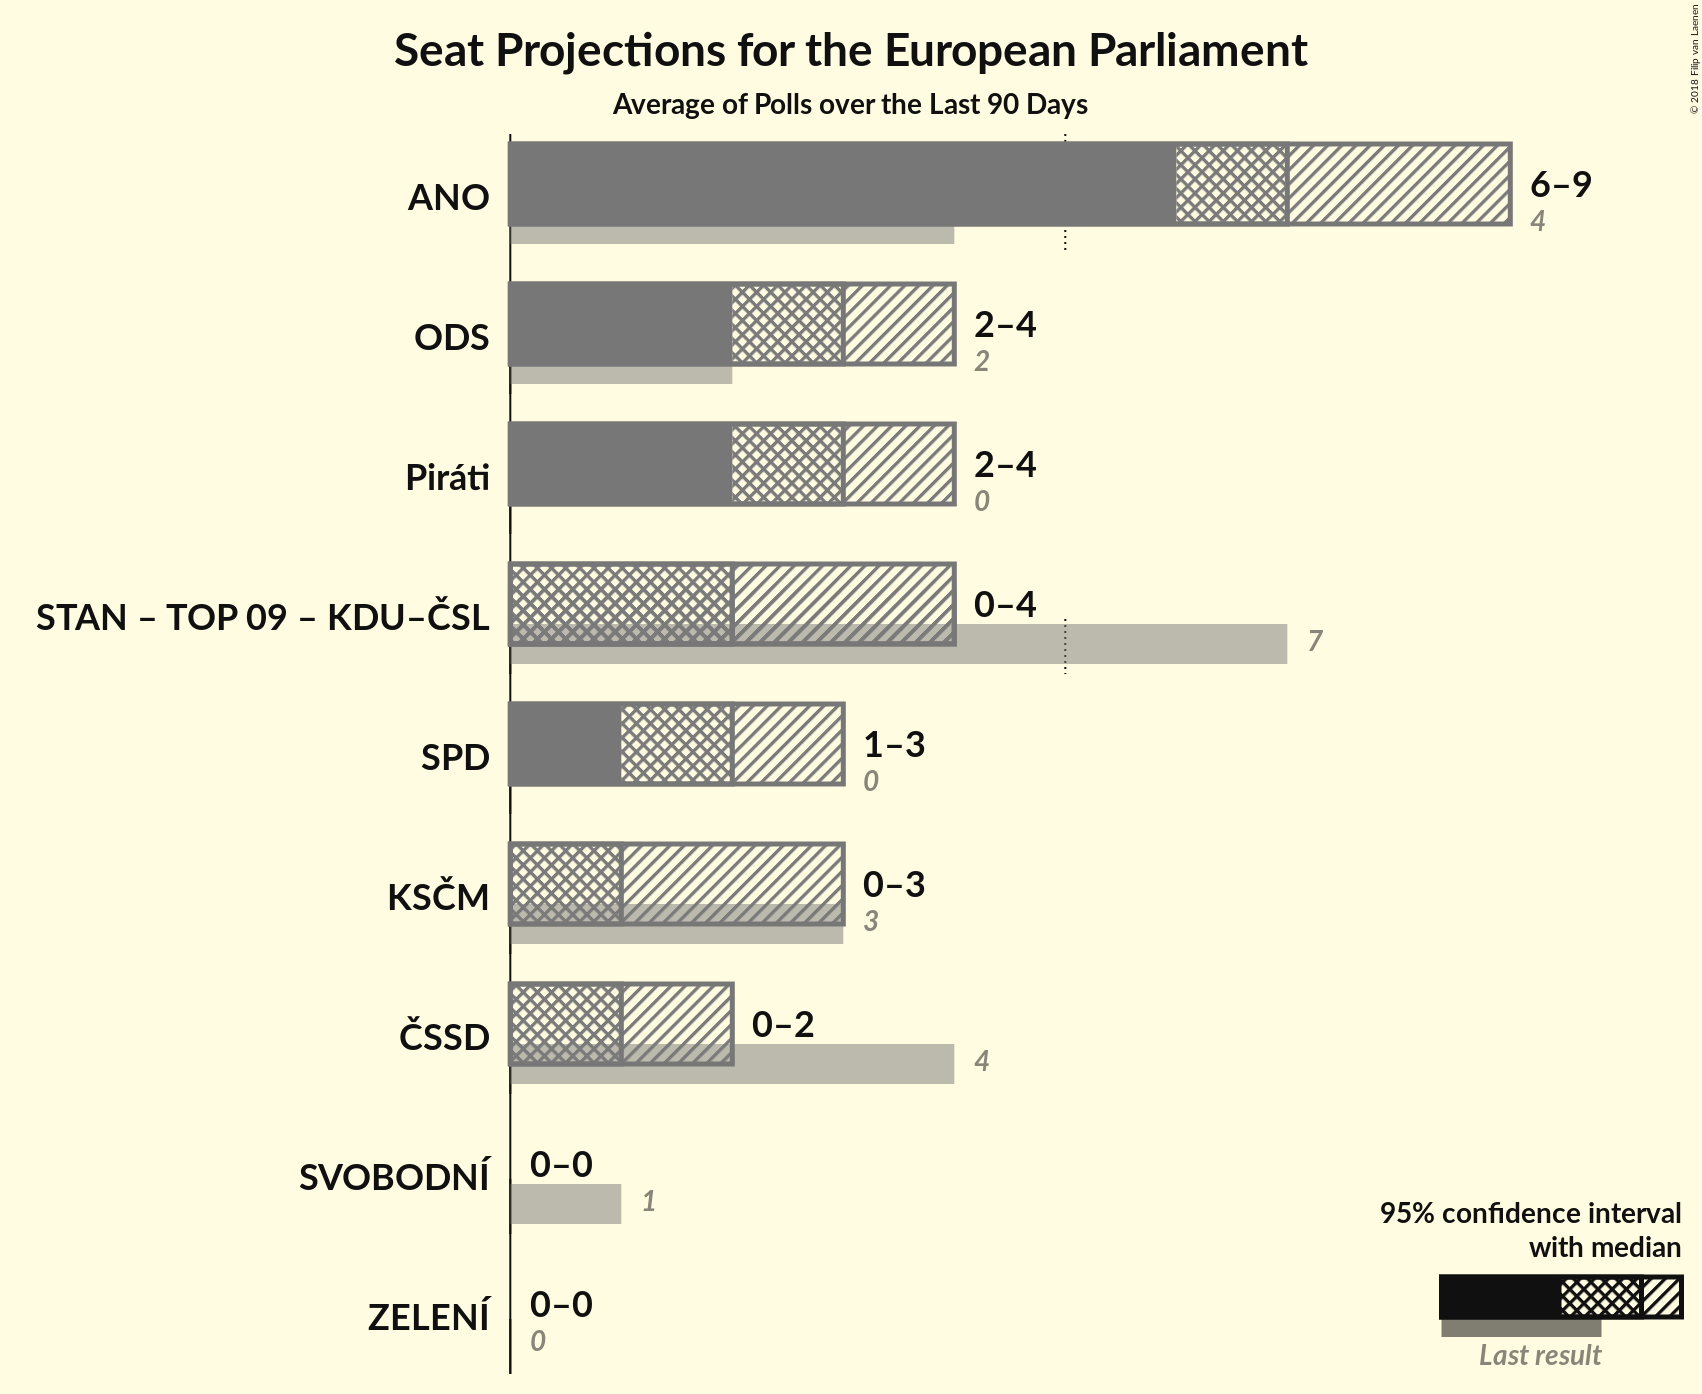 Seat Projections for the European Parliament
Average of Polls over the Last 90 Days
© 2018 Filip van Laenen
ANO
6–9
4
ODS
2–4
2
Piráti
2–4
0
STAN – TOP 09 – KDU–ČSL
0–4
7
SPD
1–3
0
KSČM
0–3
3
ČSSD
0–2
4
SVOBODNÍ
0–0
1
ZELENÍ
0–0
0
95% confidence interval
with median
Last result